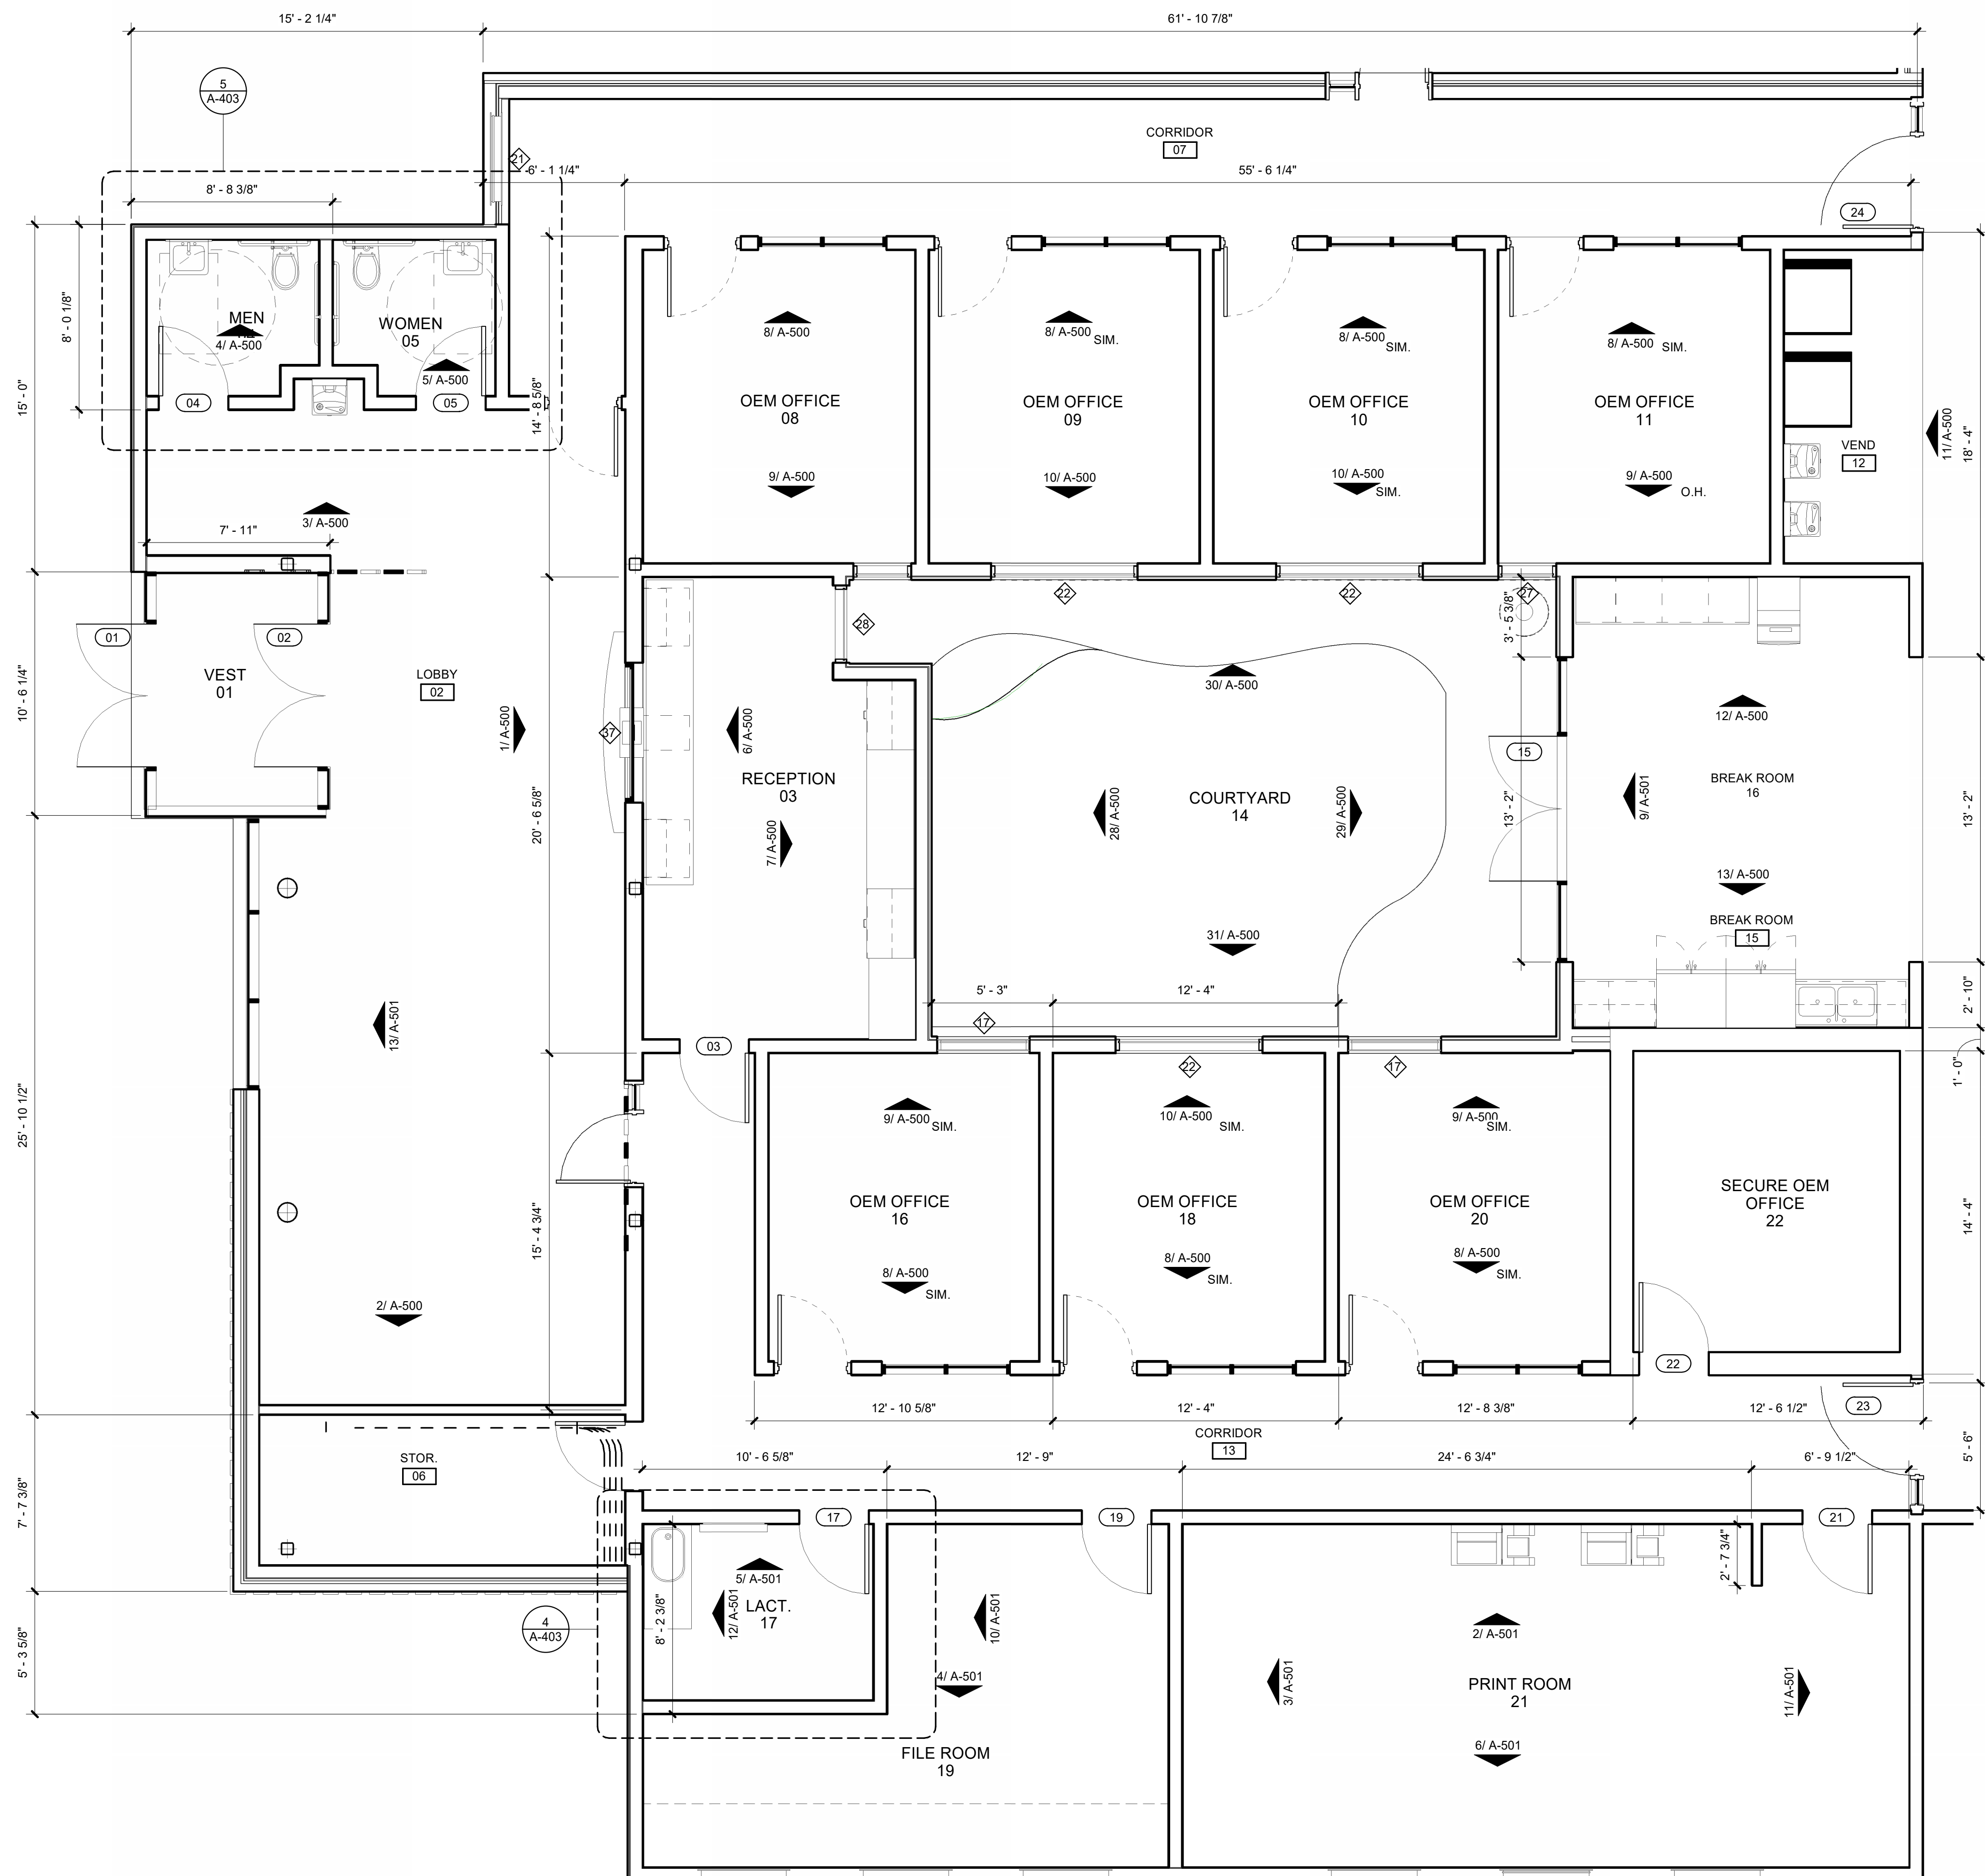 15' - 2 1/4"
61' - 10 7/8"
5
A-403
CORRIDOR
07
21
6' - 1 1/4"
55' - 6 1/4"
8' - 8 3/8"
24
15' - 0"
8' - 0 1/8"
MEN
4/ A-500
WOMEN
05
5/ A-500
04
05
14' - 8 5/8"
8/ A-500
8/ A-500
SIM.
8/ A-500
SIM.
8/ A-500
SIM.
OEM OFFICE
08
OEM OFFICE
09
OEM OFFICE
10
OEM OFFICE
11
VEND
12
11/ A-500
18' - 4"
9/ A-500
10/ A-500
10/ A-500
SIM.
9/ A-500
O.H.
3/ A-500
7' - 11"
22
22
27
28
3' - 5 3/8"
01
02
VEST
01
LOBBY
02
10' - 6 1/4"
1/ A-500
37
6/ A-500
RECEPTION
03
7/ A-500
20' - 6 5/8"
30/ A-500
COURTYARD
14
28/ A-500
29/ A-500
31/ A-500
15
13' - 2"
12/ A-500
BREAK ROOM
16
9/ A-501
13' - 2"
13/ A-500
BREAK ROOM
15
5' - 3"
12' - 4"
17
2' - 10"
13/ A-501
03
22
17
1' - 0"
25' - 10 1/2"
15' - 4 3/4"
9/ A-500
SIM.
10/ A-500
SIM.
9/ A-500
SIM.
OEM OFFICE
16
OEM OFFICE
18
OEM OFFICE
20
SECURE OEM
OFFICE
22
14' - 4"
8/ A-500
SIM.
8/ A-500
SIM.
8/ A-500
SIM.
2/ A-500
22
23
12' - 10 5/8"
12' - 4"
12' - 8 3/8"
12' - 6 1/2"
CORRIDOR
13
5' - 6"
STOR.
06
10' - 6 5/8"
12' - 9"
24' - 6 3/4"
6' - 9 1/2"
7' - 7 3/8"
17
19
21
2' - 7 3/4"
5/ A-501
12/ A-501
LACT.
17
8' - 2 3/8"
4
A-403
5' - 3 5/8"
10/ A-501
4/ A-501
2/ A-501
3/ A-501
PRINT ROOM
21
11/ A-501
6/ A-501
FILE ROOM
19